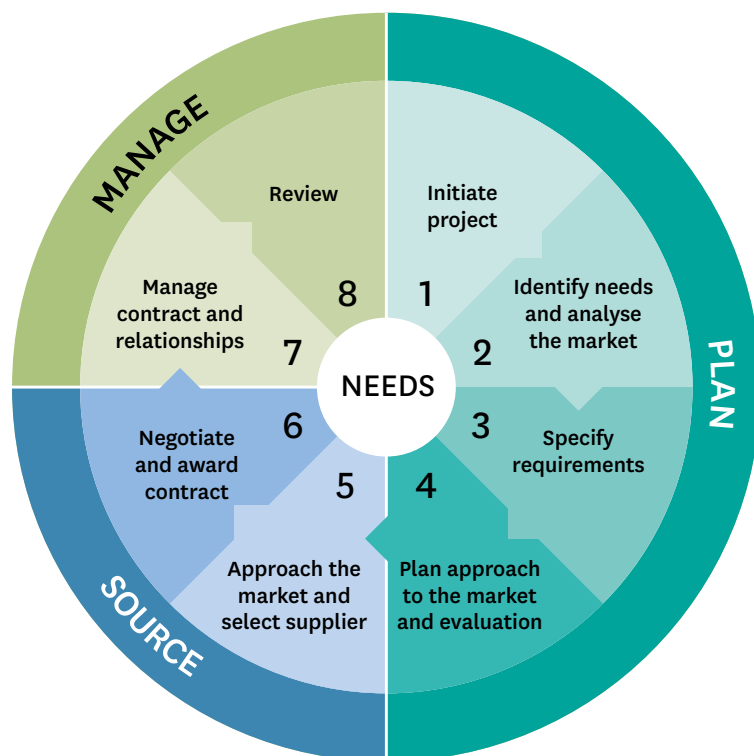 MANAGE
PLAN
SOURCE
NEEDS
1
Initiate
project
2
Identify needs
and analyse
the market
3
Specify
requirements
4
Plan approach
to the market
and evaluation
5
Approach the
market and
select supplier
6
Negotiate
and award
contract
7
Manage
contract and
relationships
8
Review